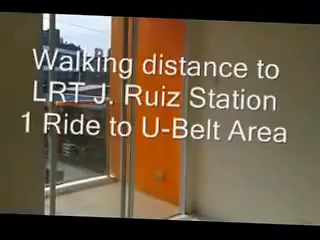 Walking distance to
LRT J. Ruiz Station
1 Ride to U-Belt Area